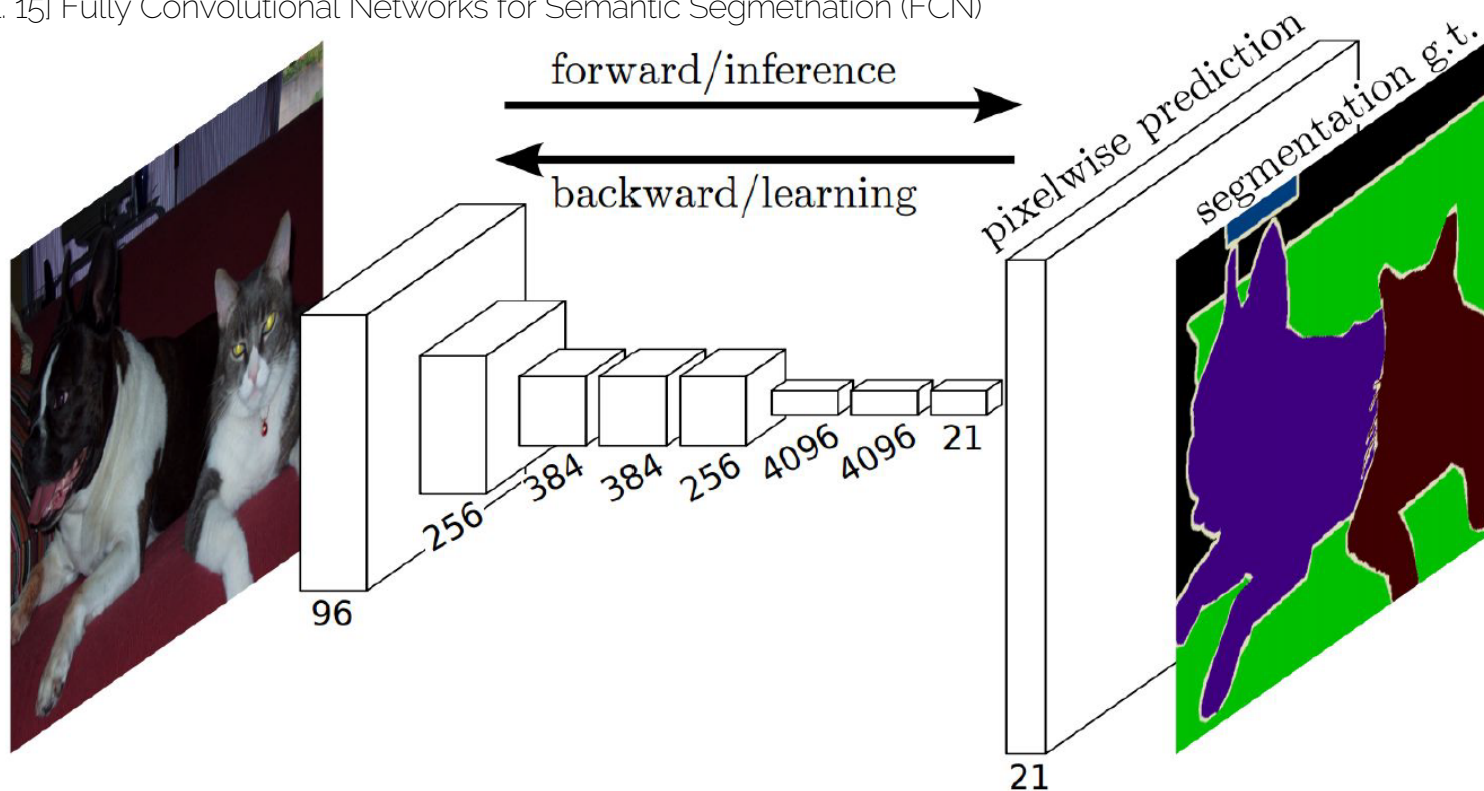 . 15] Fully Convolutional Networks for Semantic Segmetnation (FCN)
forward/inference
backward/learning
pixelwise prediction
segmentation g.t.
96
256
384
384
256
4096
4096
21
21